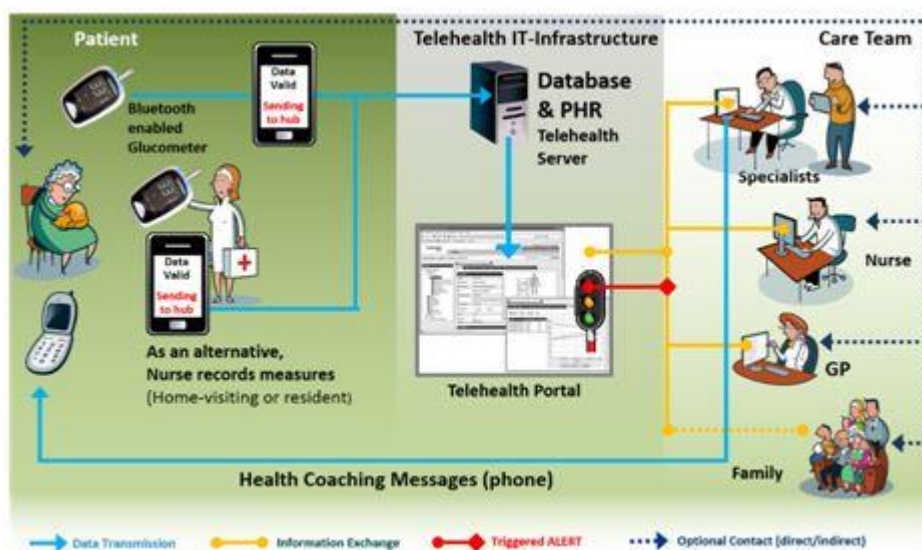 Patient
Telehealth IT-Infrastructure
Care Team
Data
Valid
Sending
to hub
Bluetooth
enabled
Glucometer
Database
& PHR
Telehealth
Server
Specialists
Data
Valid
Sending
to hub
Nurse
As an alternative,
Nurse records measures
(Home-visiting or resident)
Telehealth Portal
GP
Family
Health Coaching Messages (phone)
Data Transmission
Information Exchange
Triggered ALERT
Optional Contact (direct/indirect)